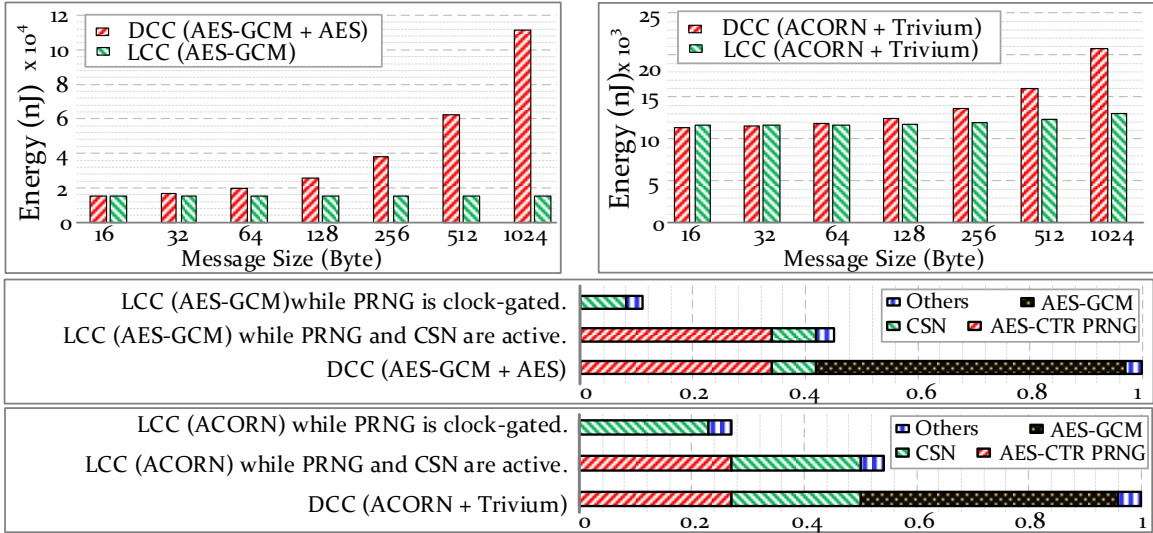 Energy (nJ) x 10⁴
12
10
8
6
4
2
0
DCC (AES-GCM + AES)
LCC (AES-GCM)
16 32 64 128 256 512 1024
Message Size (Byte)
Energy (nJ) x 10³
25
20
15
10
5
0
DCC (ACORN + Trivium)
LCC (ACORN + Trivium)
16 32 64 128 256 512 1024
Message Size (Byte)
LCC (AES-GCM)while PRNG is clock-gated.
LCC (AES-GCM) while PRNG and CSN are active.
DCC (AES-GCM + AES)
Others AES-GCM
CSN AES-CTR PRNG
0 0.2 0.4 0.6 0.8 1
LCC (ACORN) while PRNG is clock-gated.
LCC (ACORN) while PRNG and CSN are active.
DCC (ACORN + Trivium)
Others AES-GCM
CSN AES-CTR PRNG
0 0.2 0.4 0.6 0.8 1